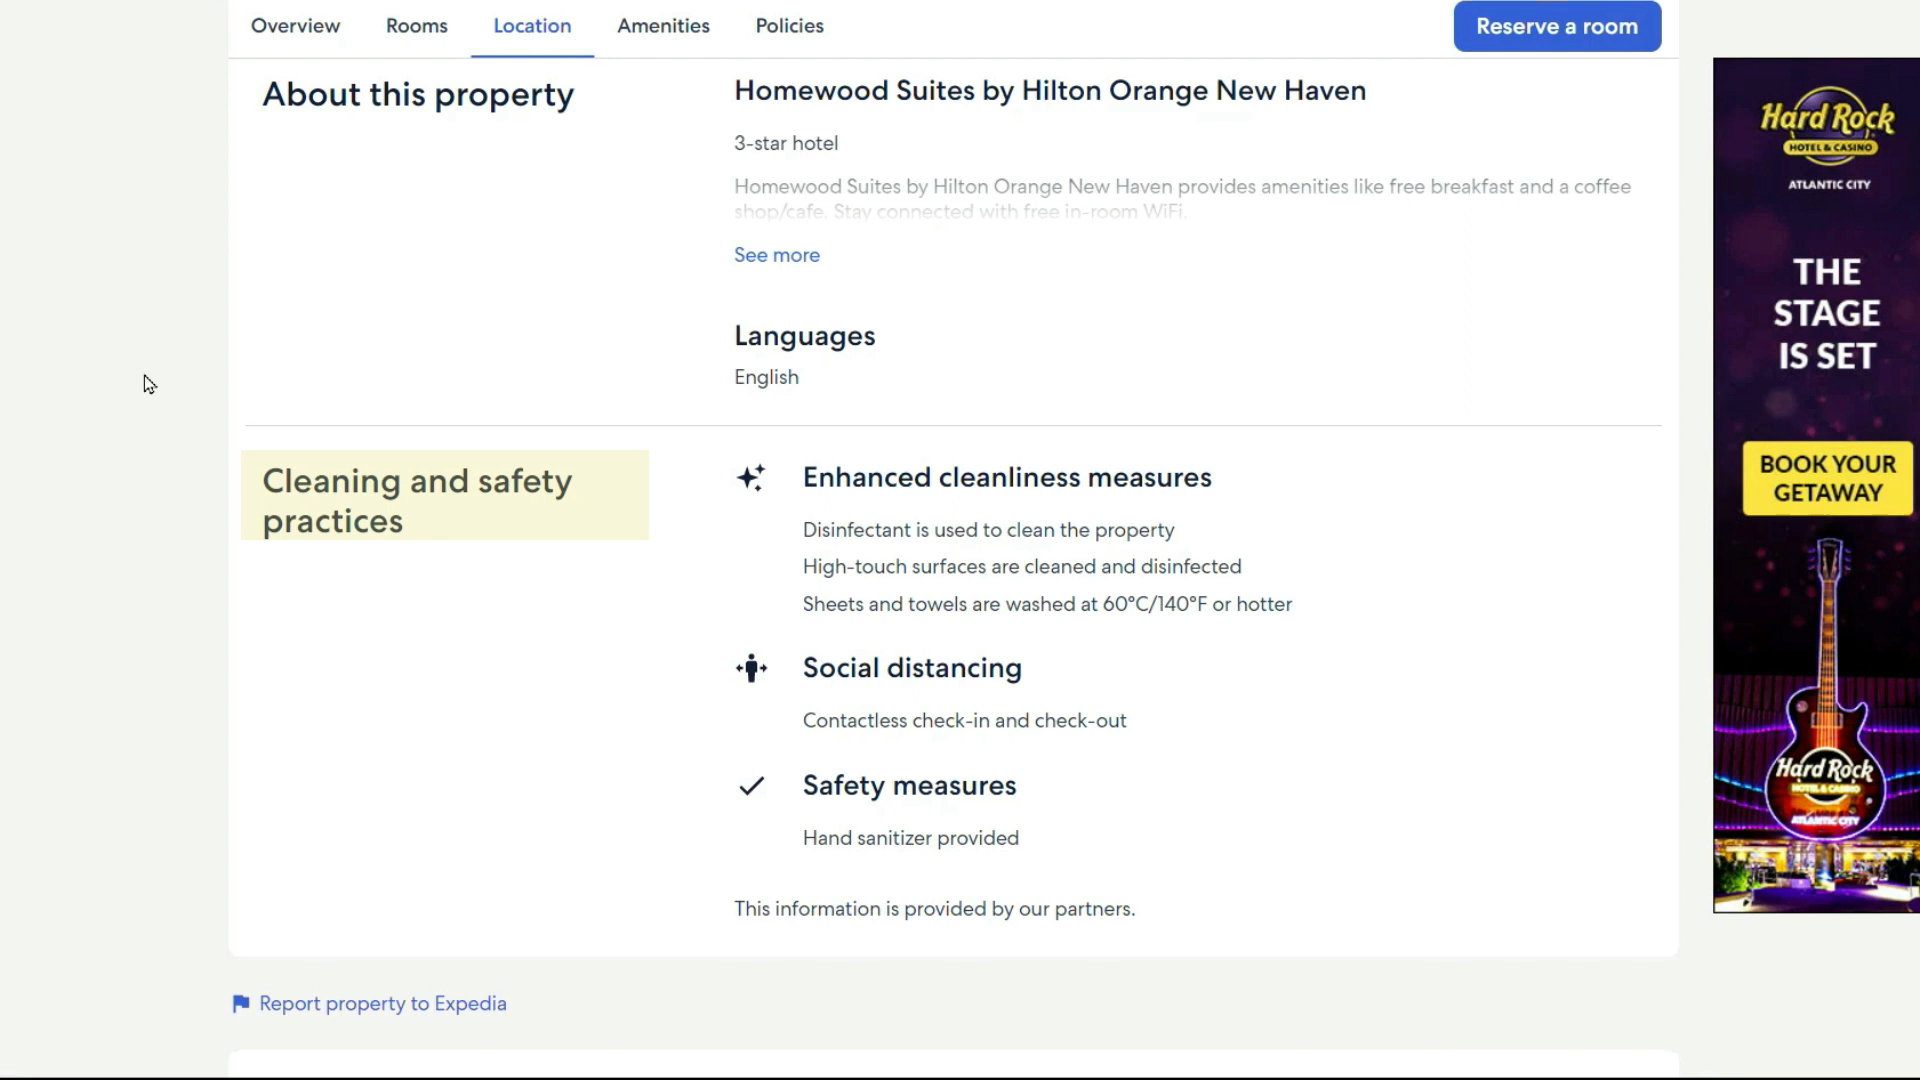 Overview Rooms Location Amenities Policies Reserve a room
About this property
Homewood Suites by Hilton Orange New Haven
3-star hotel
Homewood Suites by Hilton Orange New Haven provides amenities like free breakfast and a coffee
shop/cafe. Stay connected with free in-room WiFi.
See more
Languages
English
Cleaning and safety
practices
Enhanced cleanliness measures
Disinfectant is used to clean the property
High-touch surfaces are cleaned and disinfected
Sheets and towels are washed at 60°C/140°F or hotter
Social distancing
Contactless check-in and check-out
Safety measures
Hand sanitizer provided
This information is provided by our partners.
Report property to Expedia
Hard Rock
HOTEL & CASINO
ATLANTIC CITY
THE
STAGE
IS SET
BOOK YOUR
GETAWAY
Hard Rock
HOTEL & CASINO
ATLANTIC CITY